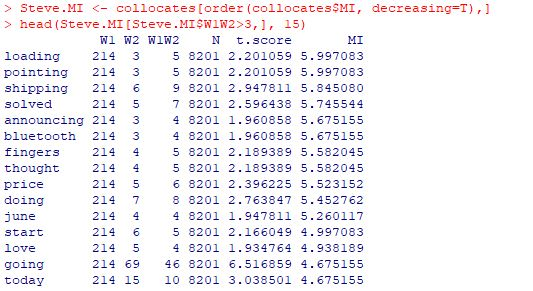 > Steve.MI <- collocates[order(collocates$MI, decreasing=T),]
> head(Steve.MI[Steve.MI$W1W2>3,], 15)
W1 W2 W1W2 N t.score MI
loading 214 3 5 8201 2.201059 5.997083
pointing 214 3 5 8201 2.201059 5.997083
shipping 214 6 9 8201 2.947811 5.845080
solved 214 5 7 8201 2.596438 5.745544
announcing 214 3 4 8201 1.960858 5.675155
bluetooth 214 3 4 8201 1.960858 5.675155
fingers 214 4 5 8201 2.189389 5.582045
thought 214 4 5 8201 2.189389 5.582045
price 214 5 6 8201 2.396225 5.523152
doing 214 7 8 8201 2.763847 5.452762
june 214 4 4 8201 1.947811 5.260117
start 214 6 5 8201 2.166049 4.997083
love 214 5 4 8201 1.934764 4.938189
going 214 69 46 8201 6.516859 4.675155
today 214 15 10 8201 3.038501 4.675155